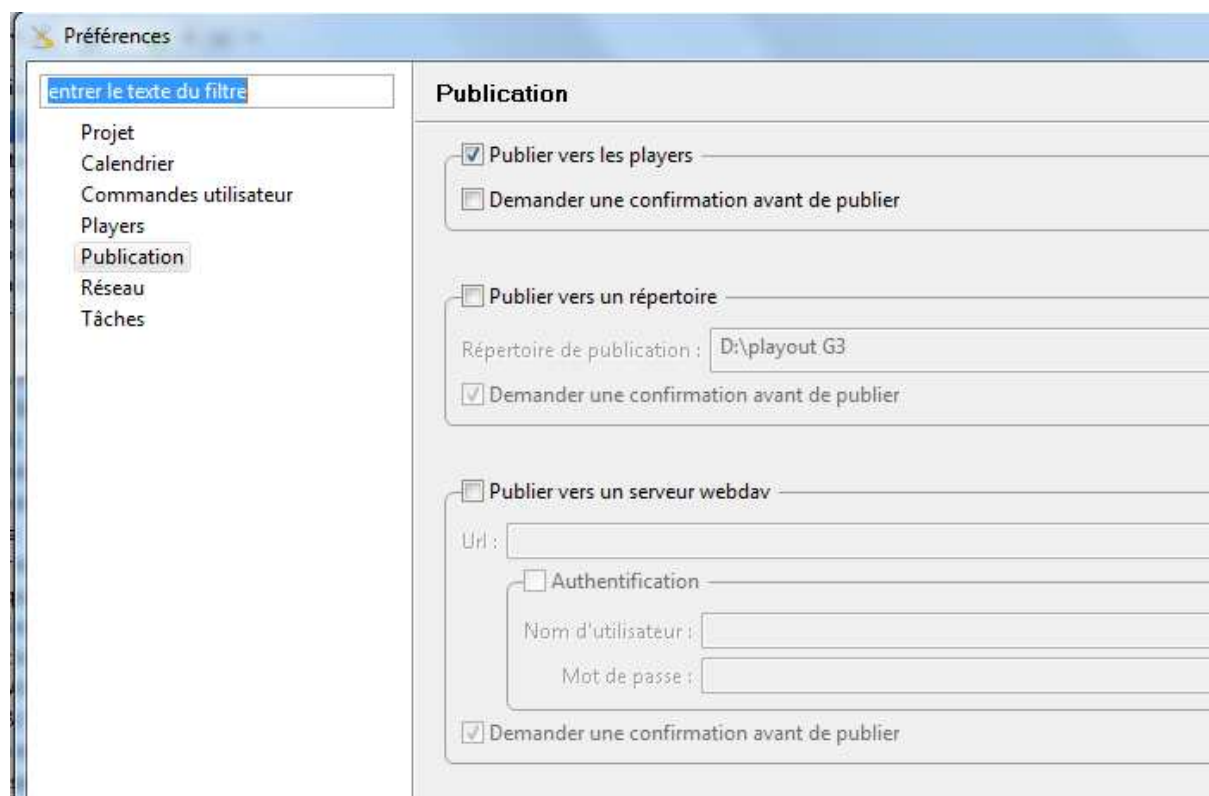 Préférences
entrer le texte du filtre
Projet
Calendrier
Commandes utilisateur
Players
Publication
Réseau
Tâches
Publication
Publier vers les players
Demander une confirmation avant de publier
Publier vers un répertoire
Répertoire de publication : D:\playout G3
Demander une confirmation avant de publier
Publier vers un serveur webdav
Url :
Authentification
Nom d'utilisateur :
Mot de passe :
Demander une confirmation avant de publier